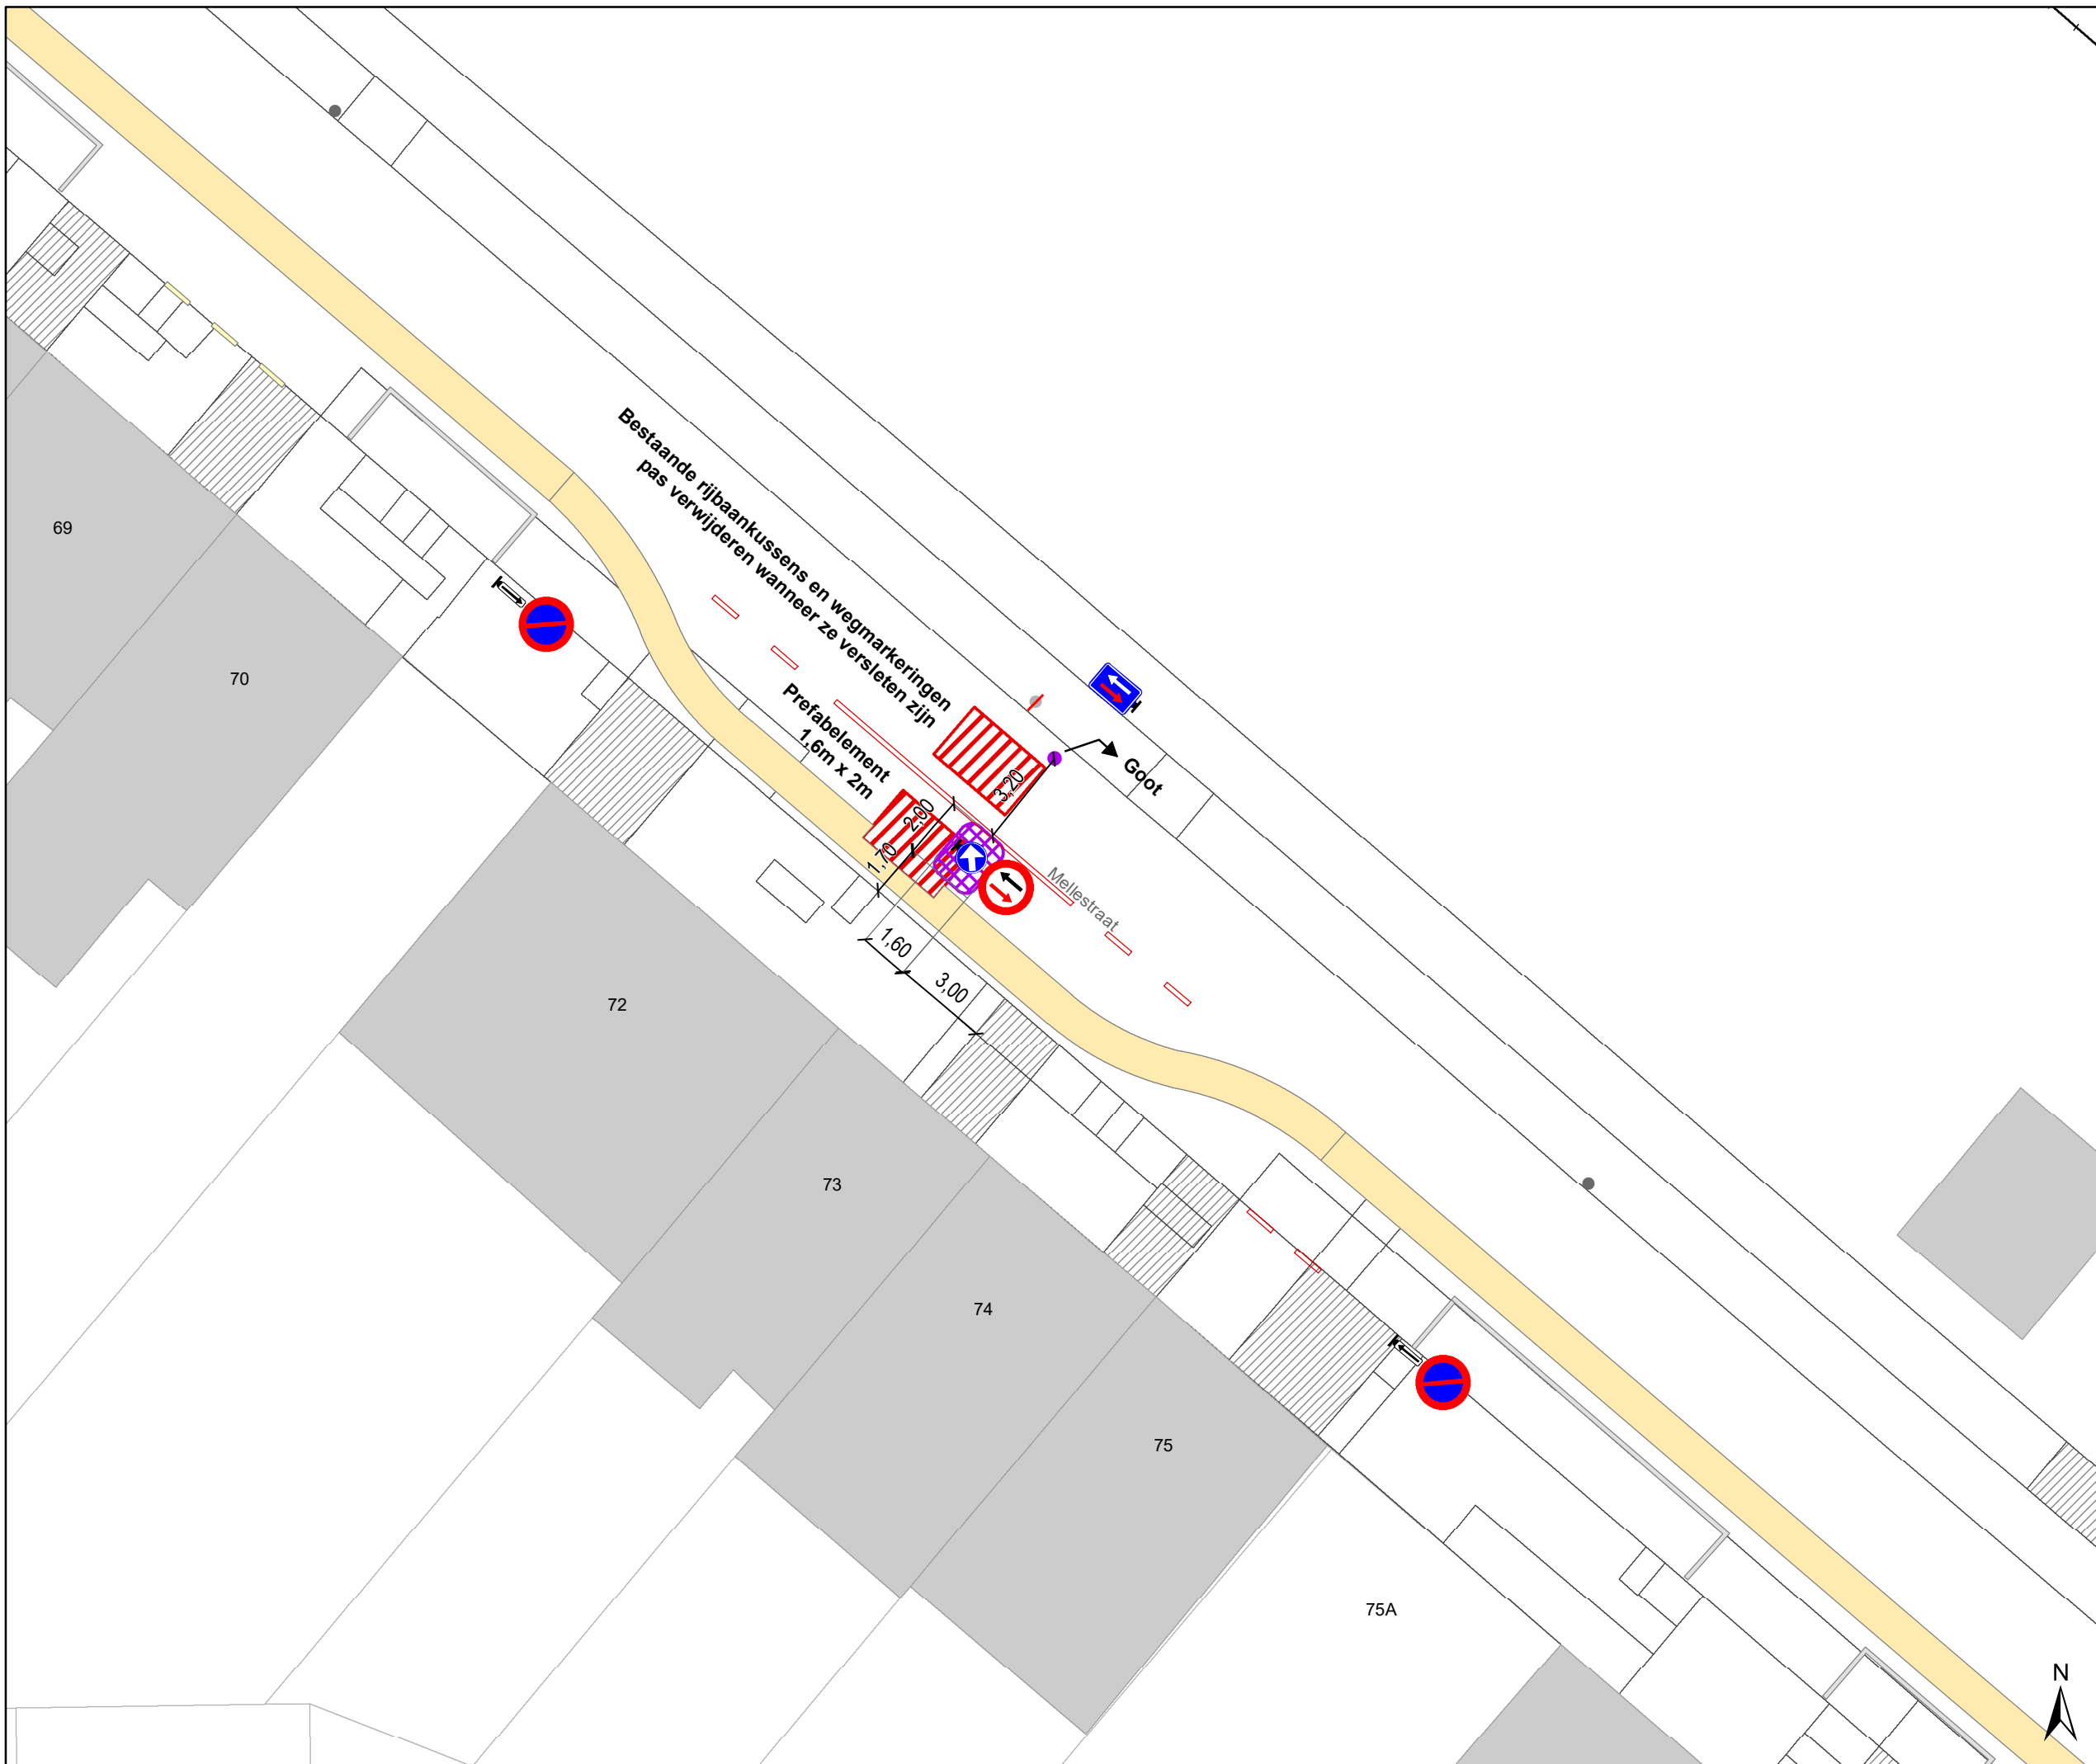 Bestaande rijbaankussens en wegmarkeringen
pas verwijderen wanneer ze versleten zijn
Prefabelement
1,6m x 2m
Goot
3,20
2,00
1,70
Mellestraat
1,60
3,00
69
70
72
73
74
75
75A
N